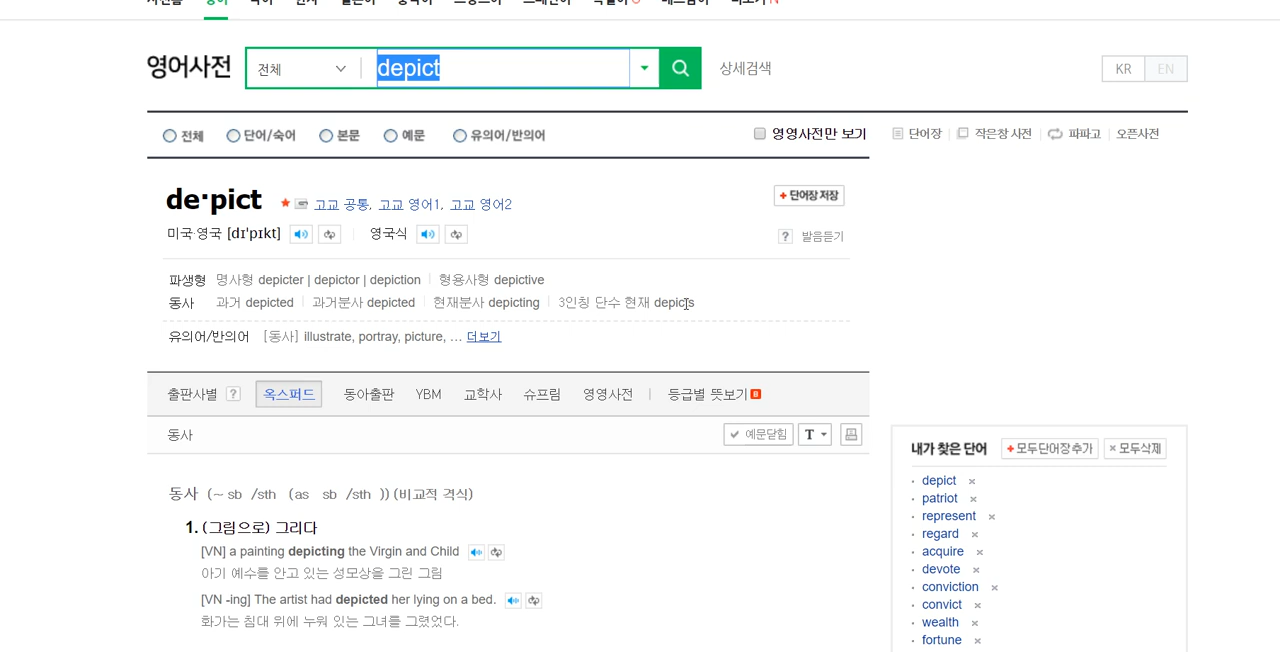 영어사전 전체 depict 상세검색 KR EN
전체 단어/숙어 본문 예문 유의어/반의어 영영사전만 보기 단어장 작은창 사전 파파고 오픈사전
de·pict 고교 공통, 고교 영어1, 고교 영어2 +단어장 저장
미국·영국 [dɪˈpɪkt] 영국식 ? 발음듣기
파생형 명사형 depicter | depictor | depiction 형용사형 depictive
동사 과거 depicted 과거분사 depicted 현재분사 depicting 3인칭 단수 현재 depicts
유의어/반의어 [동사] illustrate, portray, picture, … 더보기
출판사별 ? 옥스퍼드 동아출판 YBM 교학사 슈프림 영영사전 등급별 뜻보기
동사 예문닫힘 T
내가 찾은 단어 +모두단어장추가 ×모두삭제
동사 (~ sb /sth (as sb /sth )) (비교적 격식)
1. (그림으로) 그리다
[VN] a painting depicting the Virgin and Child
아기 예수를 안고 있는 성모상을 그린 그림
[VN -ing] The artist had depicted her lying on a bed.
화가는 침대 위에 누워 있는 그녀를 그렸었다.
· depict ×
· patriot ×
· represent ×
· regard ×
· acquire ×
· devote ×
· conviction ×
· convict ×
· wealth ×
· fortune ×